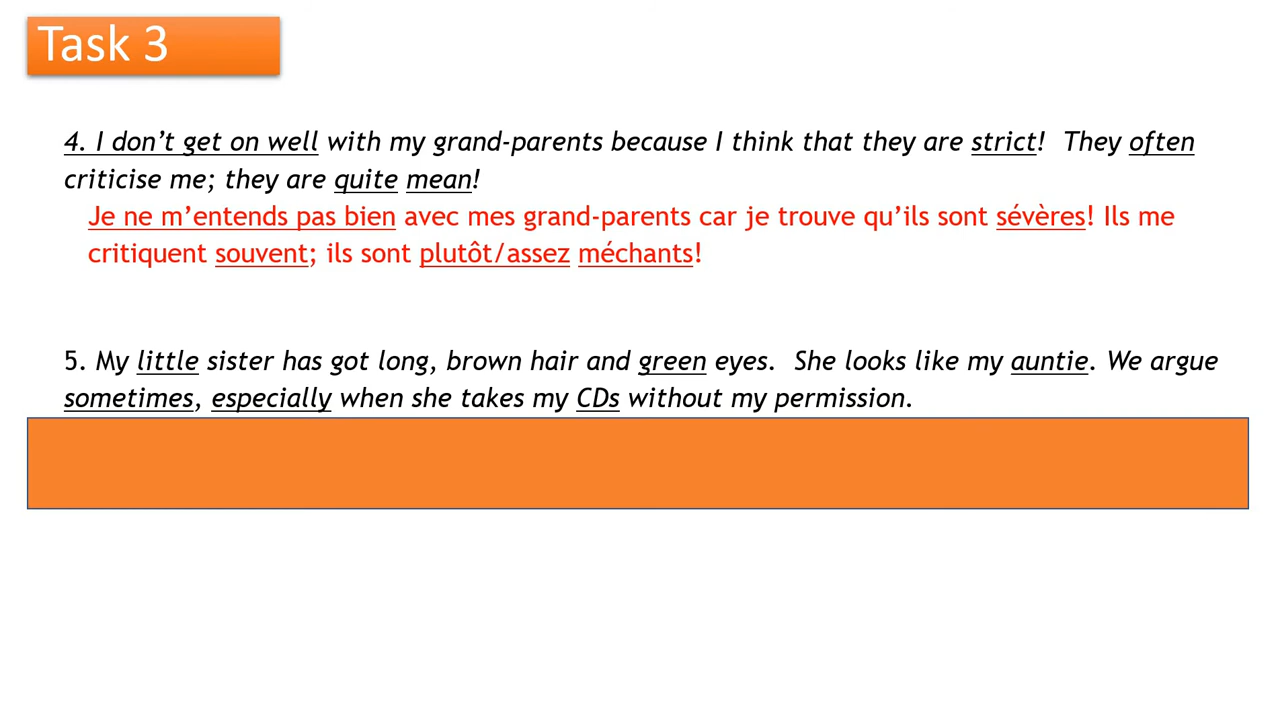 Task 3
4. I don’t get on well with my grand-parents because I think that they are strict! They often
criticise me; they are quite mean!
Je ne m’entends pas bien avec mes grand-parents car je trouve qu’ils sont sévères! Ils me
critiquent souvent; ils sont plutôt/assez méchants!
5. My little sister has got long, brown hair and green eyes. She looks like my auntie. We argue
sometimes, especially when she takes my CDs without my permission.